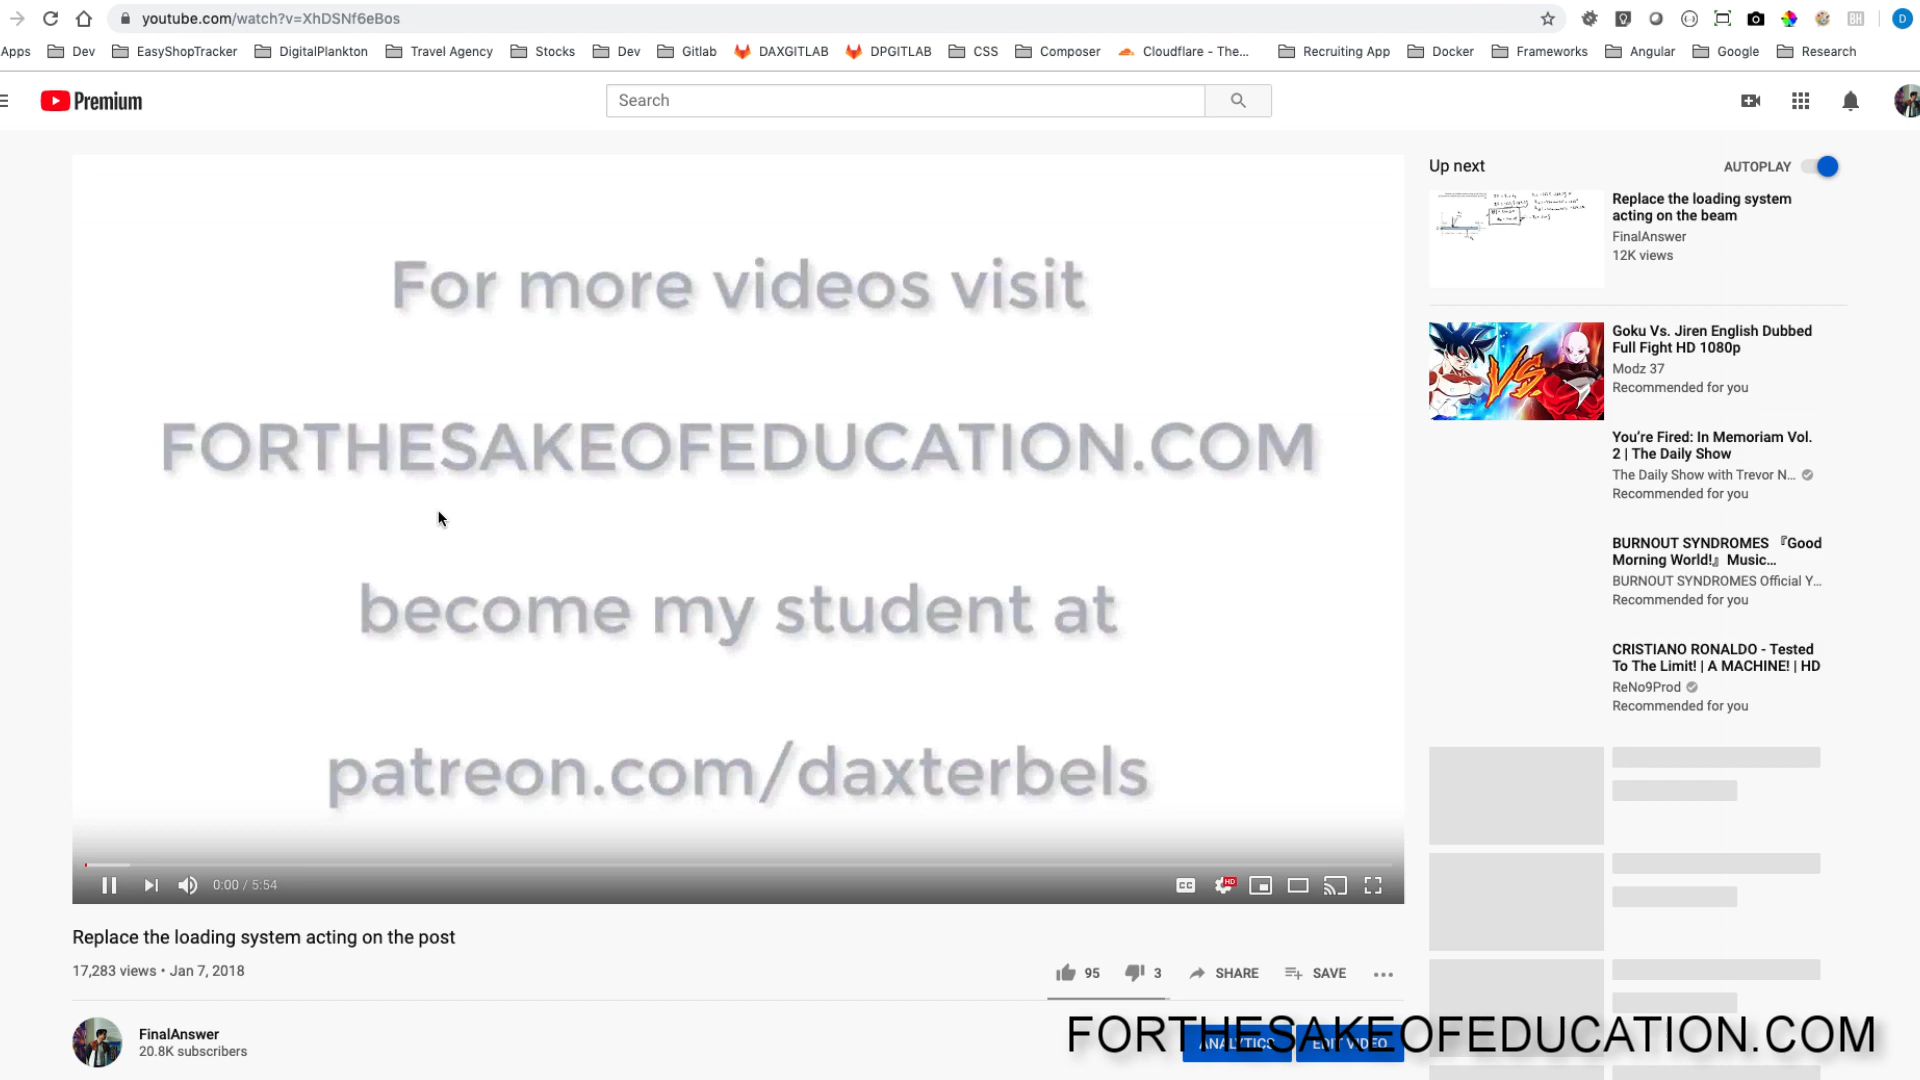 youtube.com/watch?v=XhDSNf6eBos
Apps Dev EasyShopTracker DigitalPlankton Travel Agency Stocks Dev Gitlab DAXGITLAB DPGITLAB CSS Composer Cloudflare - The... Recruiting App Docker Frameworks Angular Google Research
Premium
Search
For more videos visit
FORTHESAKEOFEDUCATION.COM
become my student at
patreon.com/daxterbels
CC
HD
0:00 / 5:54
Replace the loading system acting on the post
17,283 views • Jan 7, 2018
95 3 SHARE SAVE
FinalAnswer
20.8K subscribers
ANALYTICS EDIT VIDEO
Up next AUTOPLAY
Replace the loading system
acting on the beam
FinalAnswer
12K views
VS.
Goku Vs. Jiren English Dubbed
Full Fight HD 1080p
Modz 37
Recommended for you
You're Fired: In Memoriam Vol.
2 | The Daily Show
The Daily Show with Trevor N...
Recommended for you
BURNOUT SYNDROMES 『Good
Morning World!』 Music...
BURNOUT SYNDROMES Official Y...
Recommended for you
CRISTIANO RONALDO - Tested
To The Limit! | A MACHINE! | HD
ReNo9Prod
Recommended for you
FORTHESAKEOFEDUCATION.COM